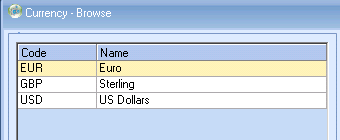 Currency - Browse
Code Name
EUR Euro
GBP Sterling
USD US Dollars